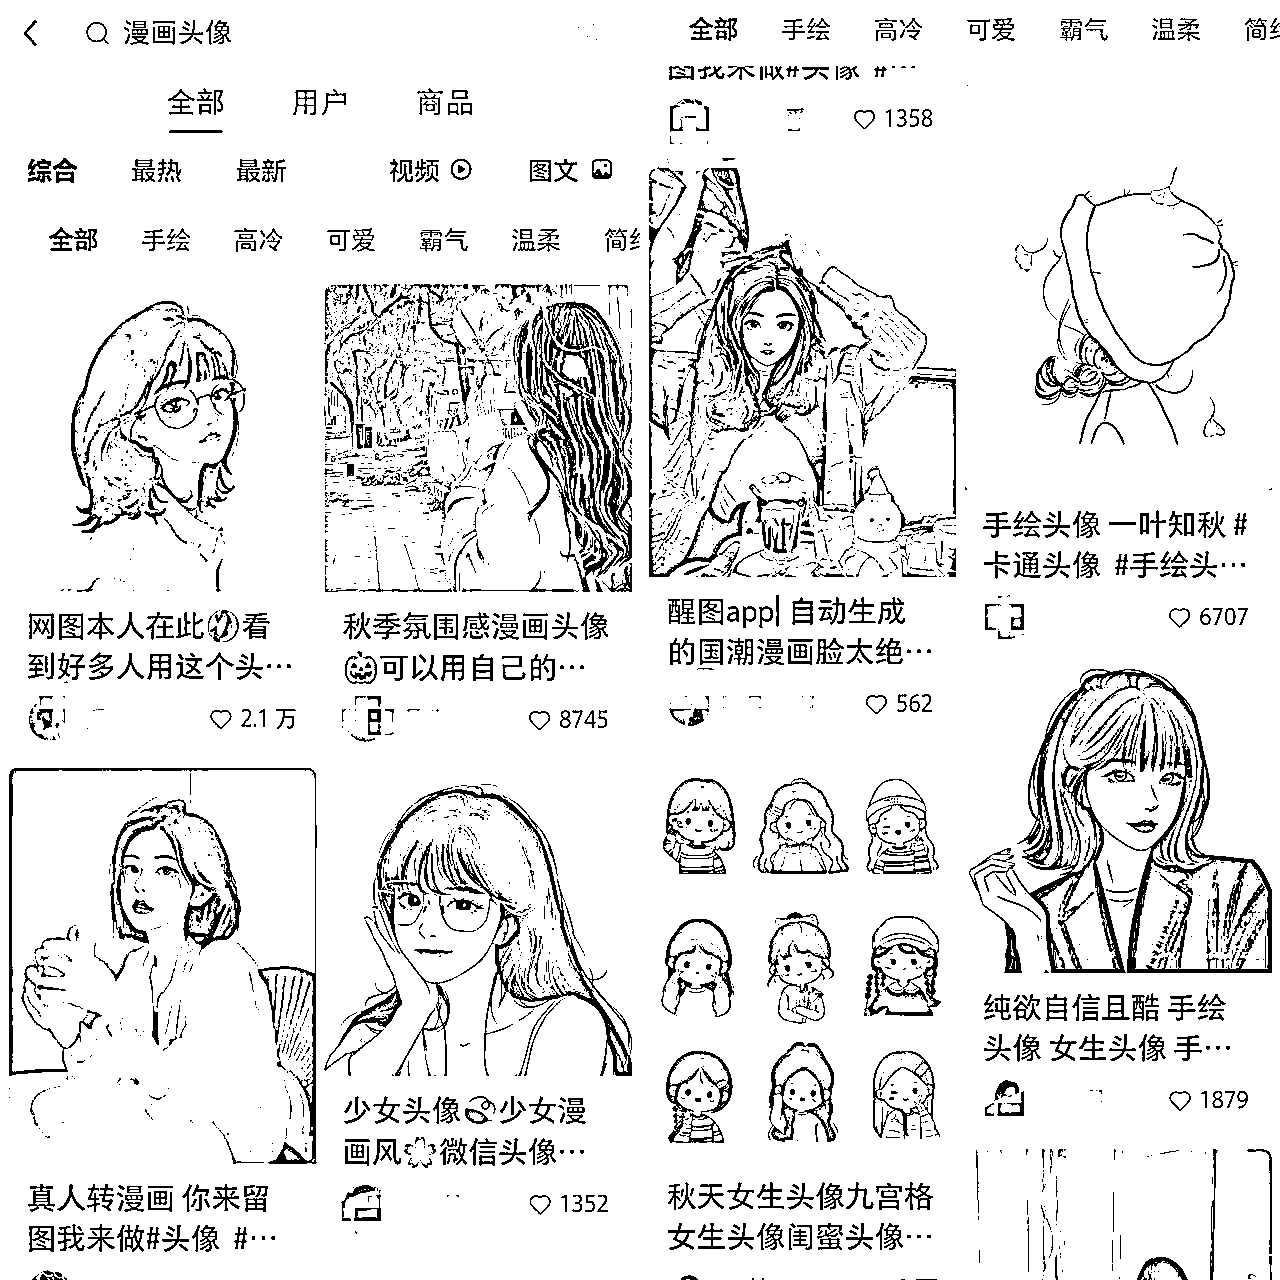 漫画头像
全部 用户 商品
综合 最热 最新 视频 图文
全部 手绘 高冷 可爱 霸气 温柔
网图本人在此🤣看
到好多人用这个头…
2.1 万
秋季氛围感漫画头像
🎃可以用自己的…
8745
真人转漫画 你来留
图我来做#头像 #…
少女头像 少女漫
画风🌸微信头像…
1352
全部 手绘 高冷 可爱 霸气 温柔
图我来做#头像 #…
1358
醒图app| 自动生成
的国潮漫画脸太绝…
562
手绘头像 一叶知秋 #
卡通头像 #手绘头…
6707
秋天女生头像九宫格
女生头像闺蜜头像…
纯欲自信且酷 手绘
头像 女生头像 手…
1879